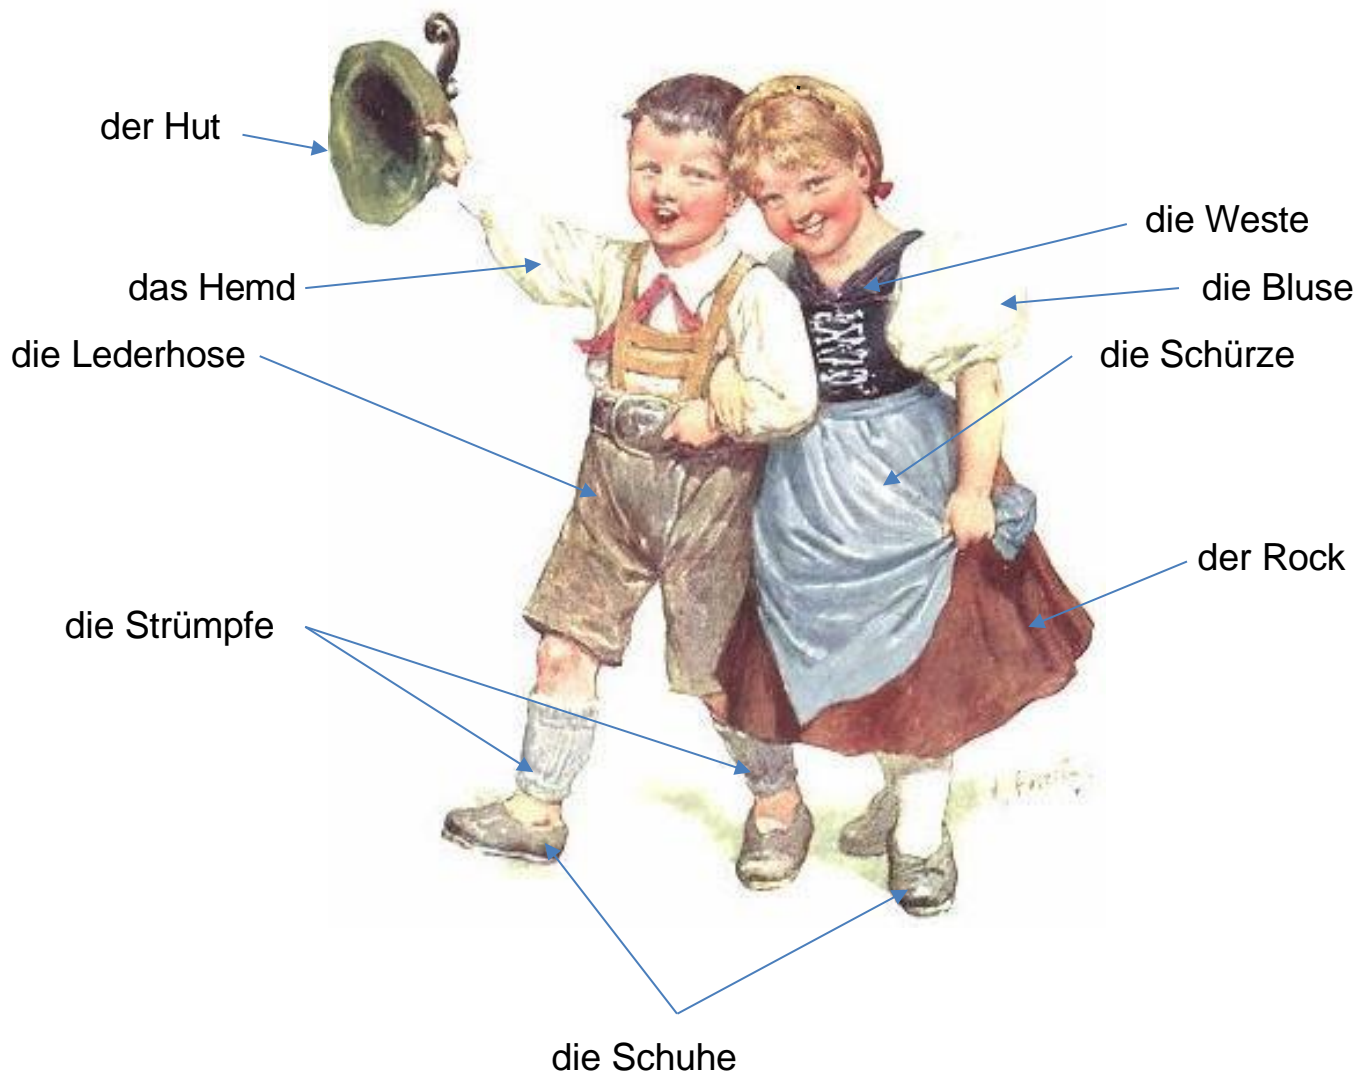 der Hut
die Weste
das Hemd
die Bluse
die Lederhose
die Schürze
der Rock
die Strümpfe
die Schuhe